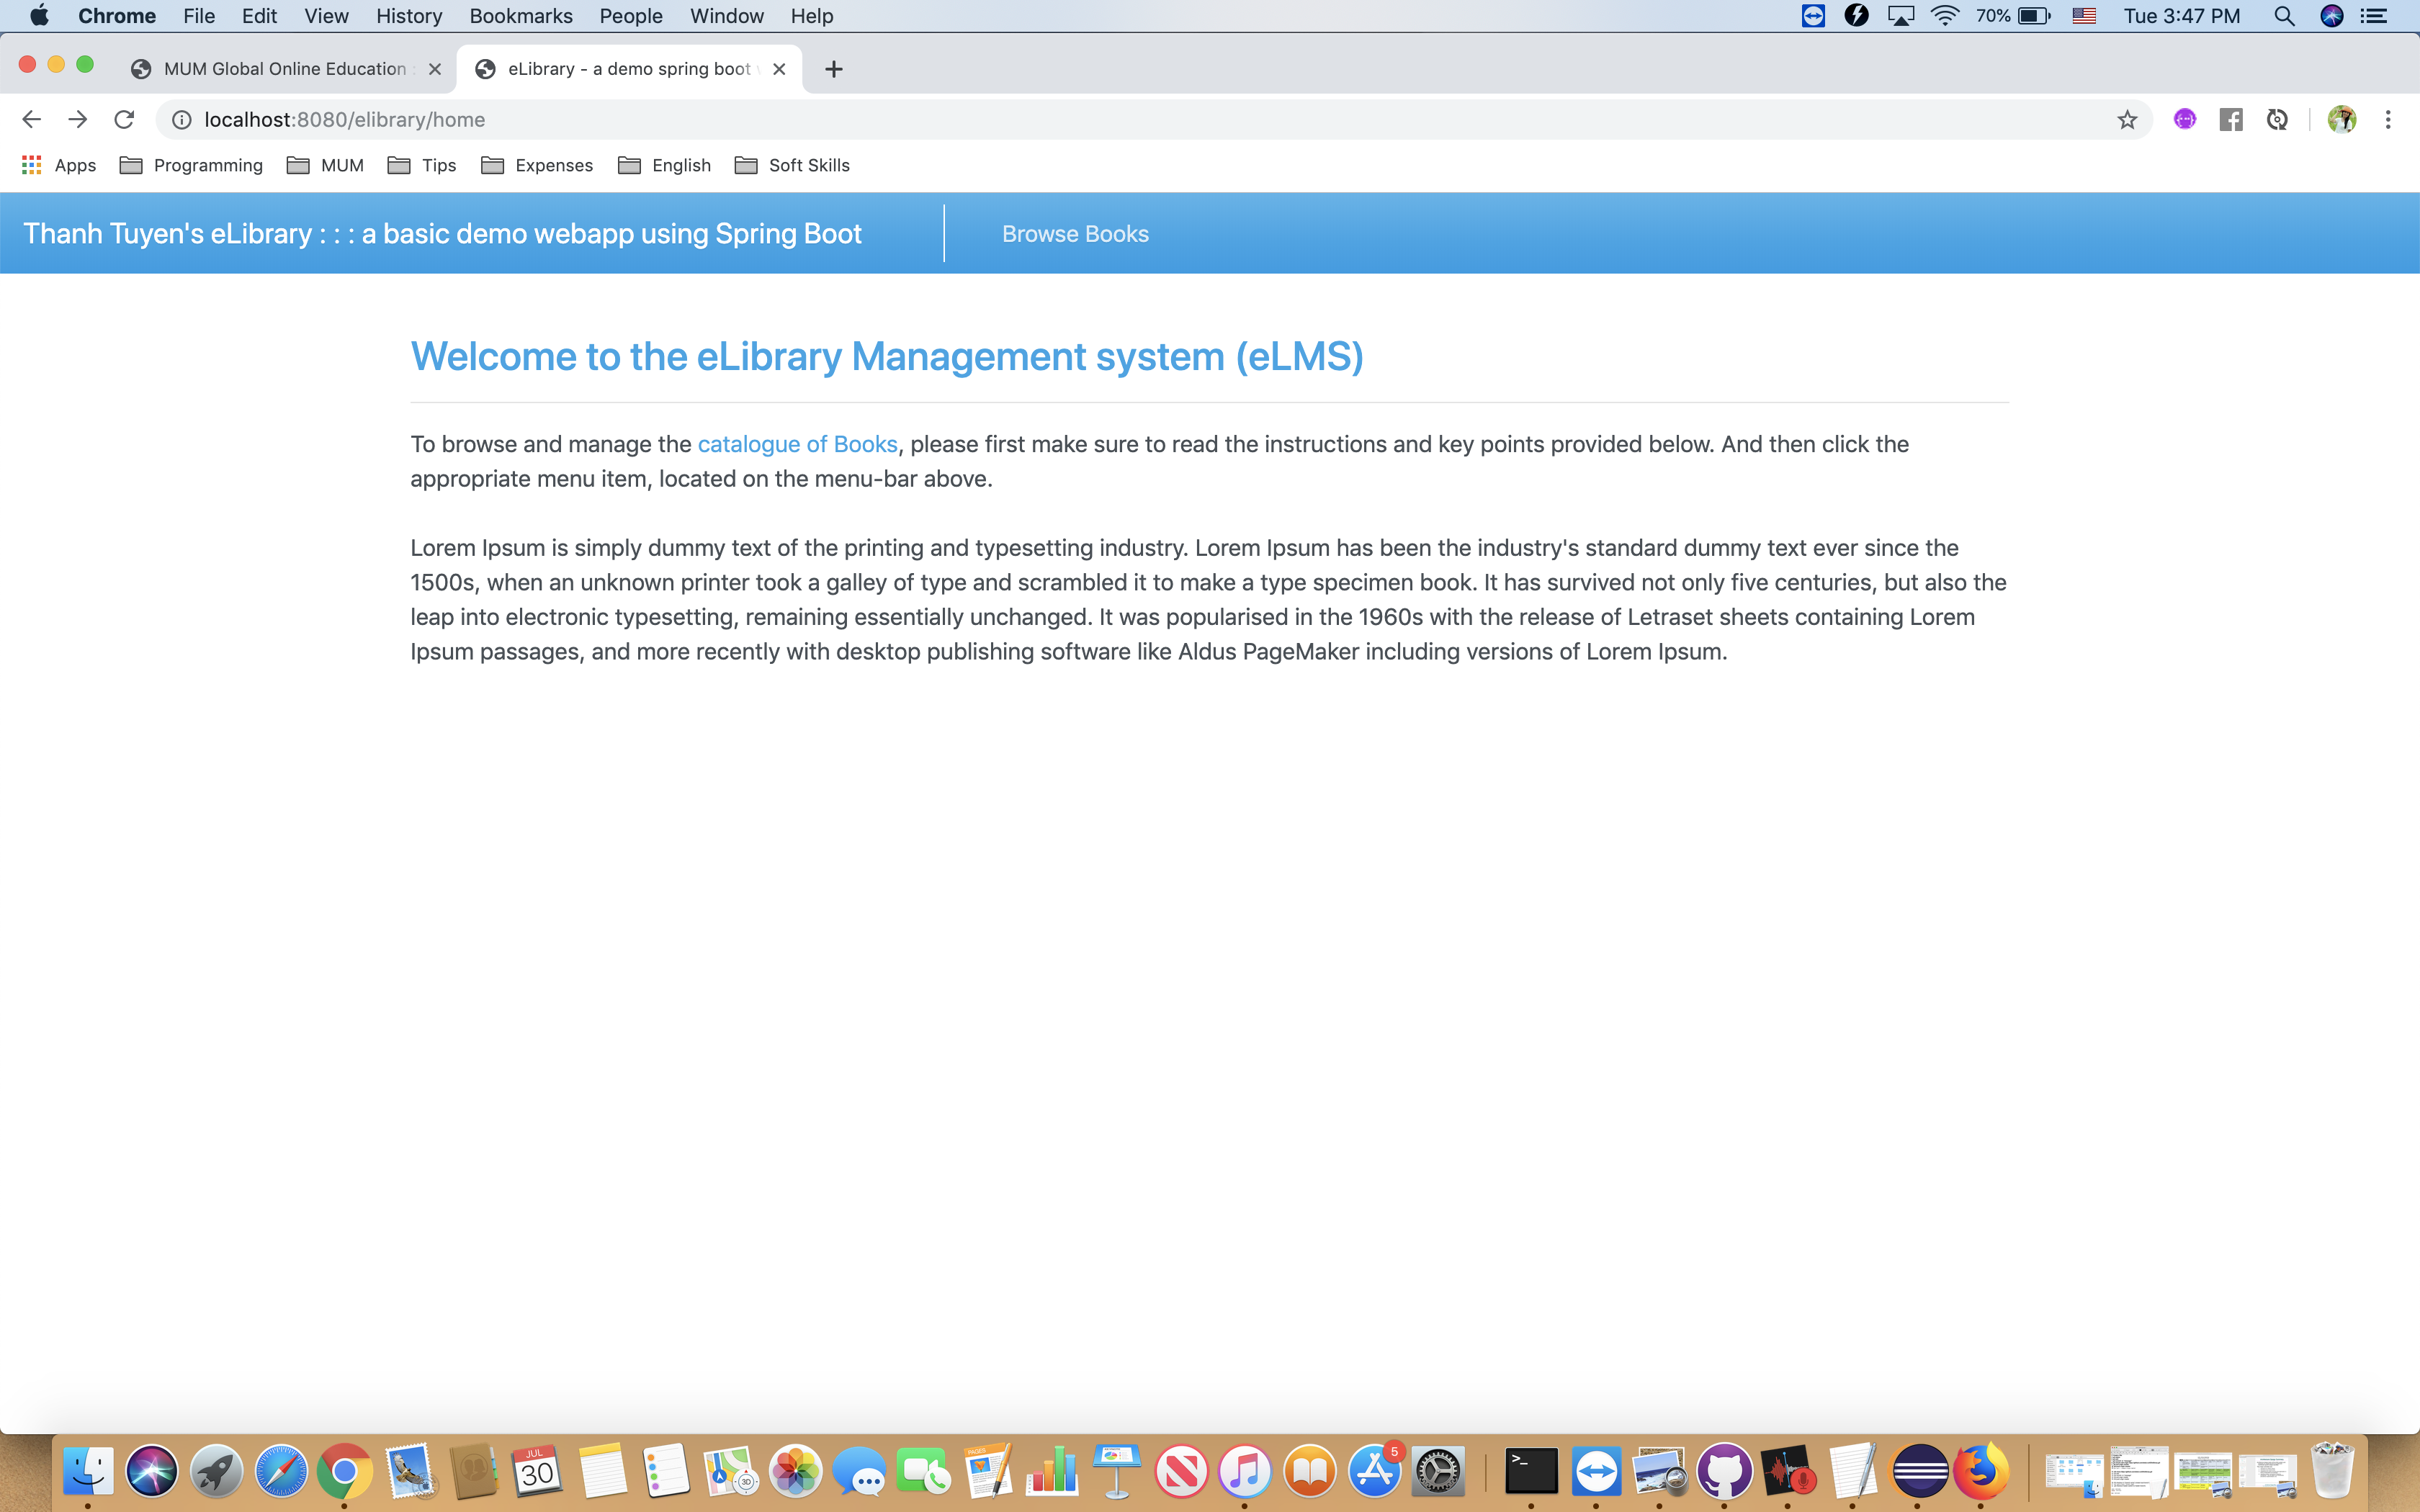 Chrome File Edit View History Bookmarks People Window Help 70% Tue 3:47 PM
MUM Global Online Education : eLibrary - a demo spring boot
localhost:8080/elibrary/home
Apps Programming MUM Tips Expenses English Soft Skills
Thanh Tuyen's eLibrary : : : a basic demo webapp using Spring Boot Browse Books
Welcome to the eLibrary Management system (eLMS)
To browse and manage the catalogue of Books, please first make sure to read the instructions and key points provided below. And then click the
appropriate menu item, located on the menu-bar above.
Lorem Ipsum is simply dummy text of the printing and typesetting industry. Lorem Ipsum has been the industry's standard dummy text ever since the
1500s, when an unknown printer took a galley of type and scrambled it to make a type specimen book. It has survived not only five centuries, but also the
leap into electronic typesetting, remaining essentially unchanged. It was popularised in the 1960s with the release of Letraset sheets containing Lorem
Ipsum passages, and more recently with desktop publishing software like Aldus PageMaker including versions of Lorem Ipsum.
JUL
30
3D
PAGES
5
>_